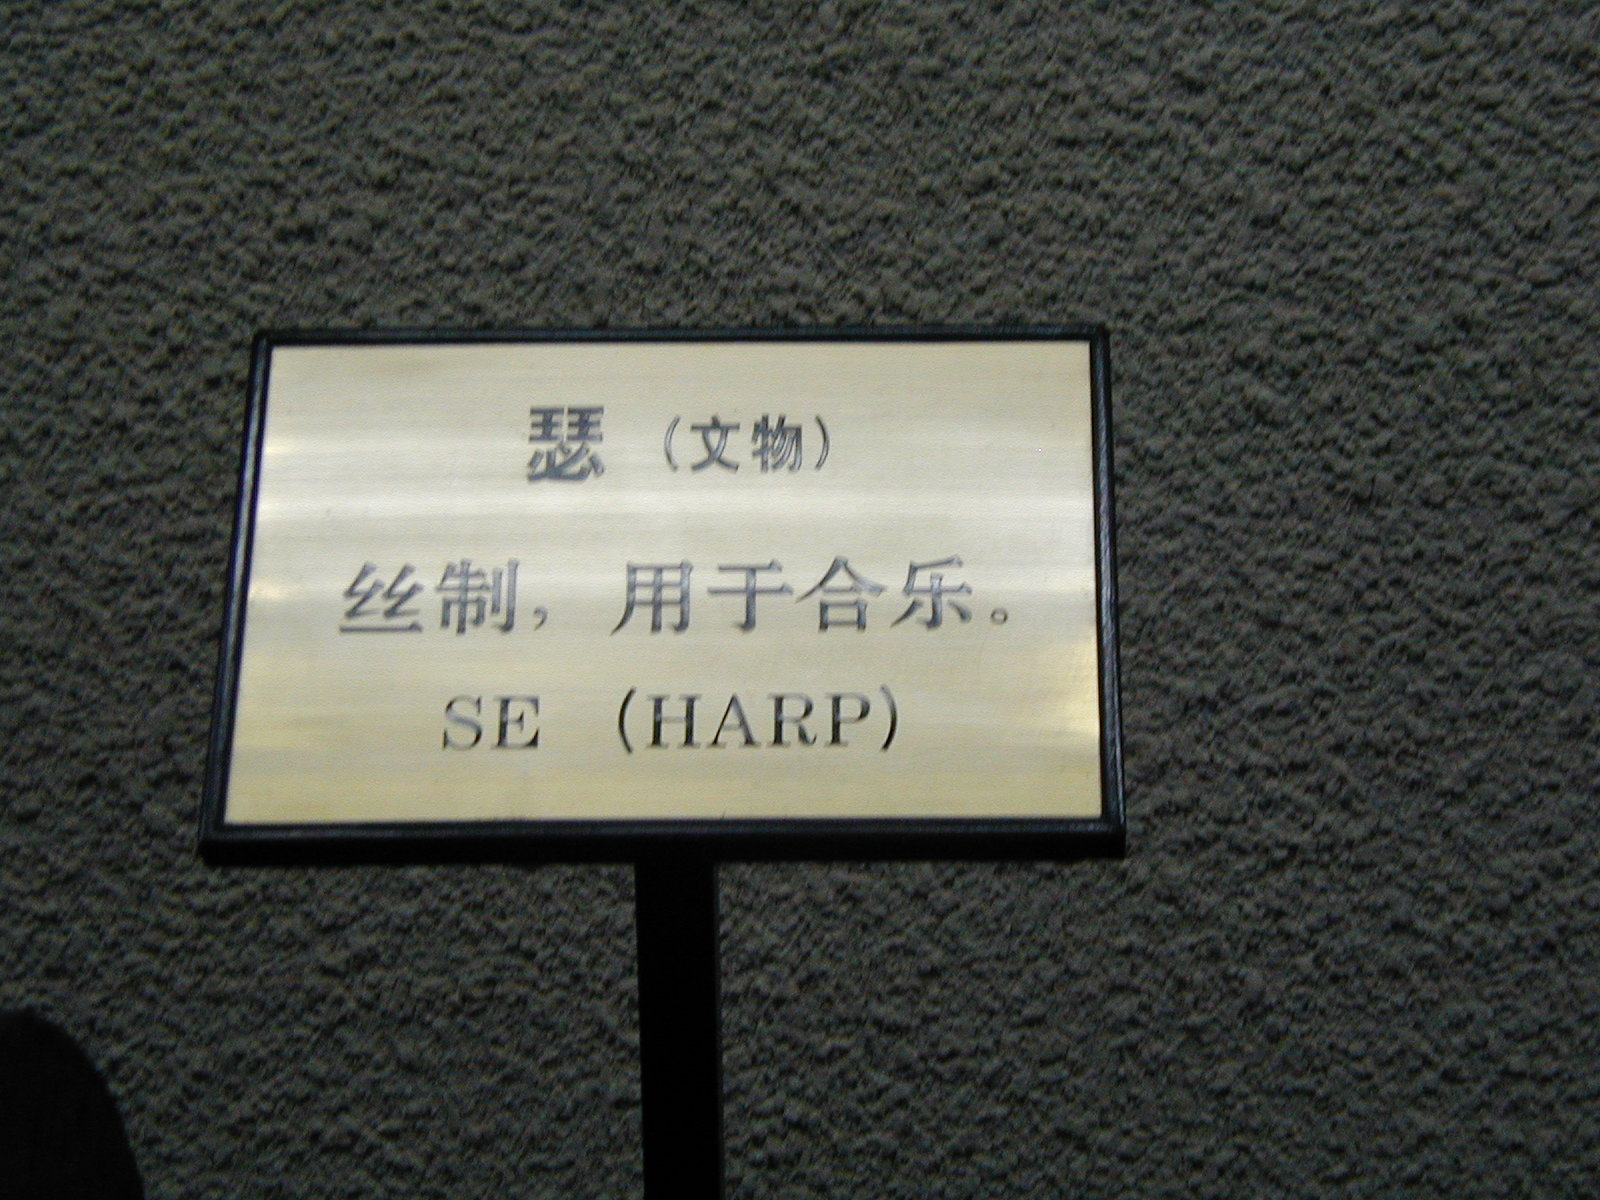 瑟 （文物）
丝制，用于合乐。
SE （HARP）